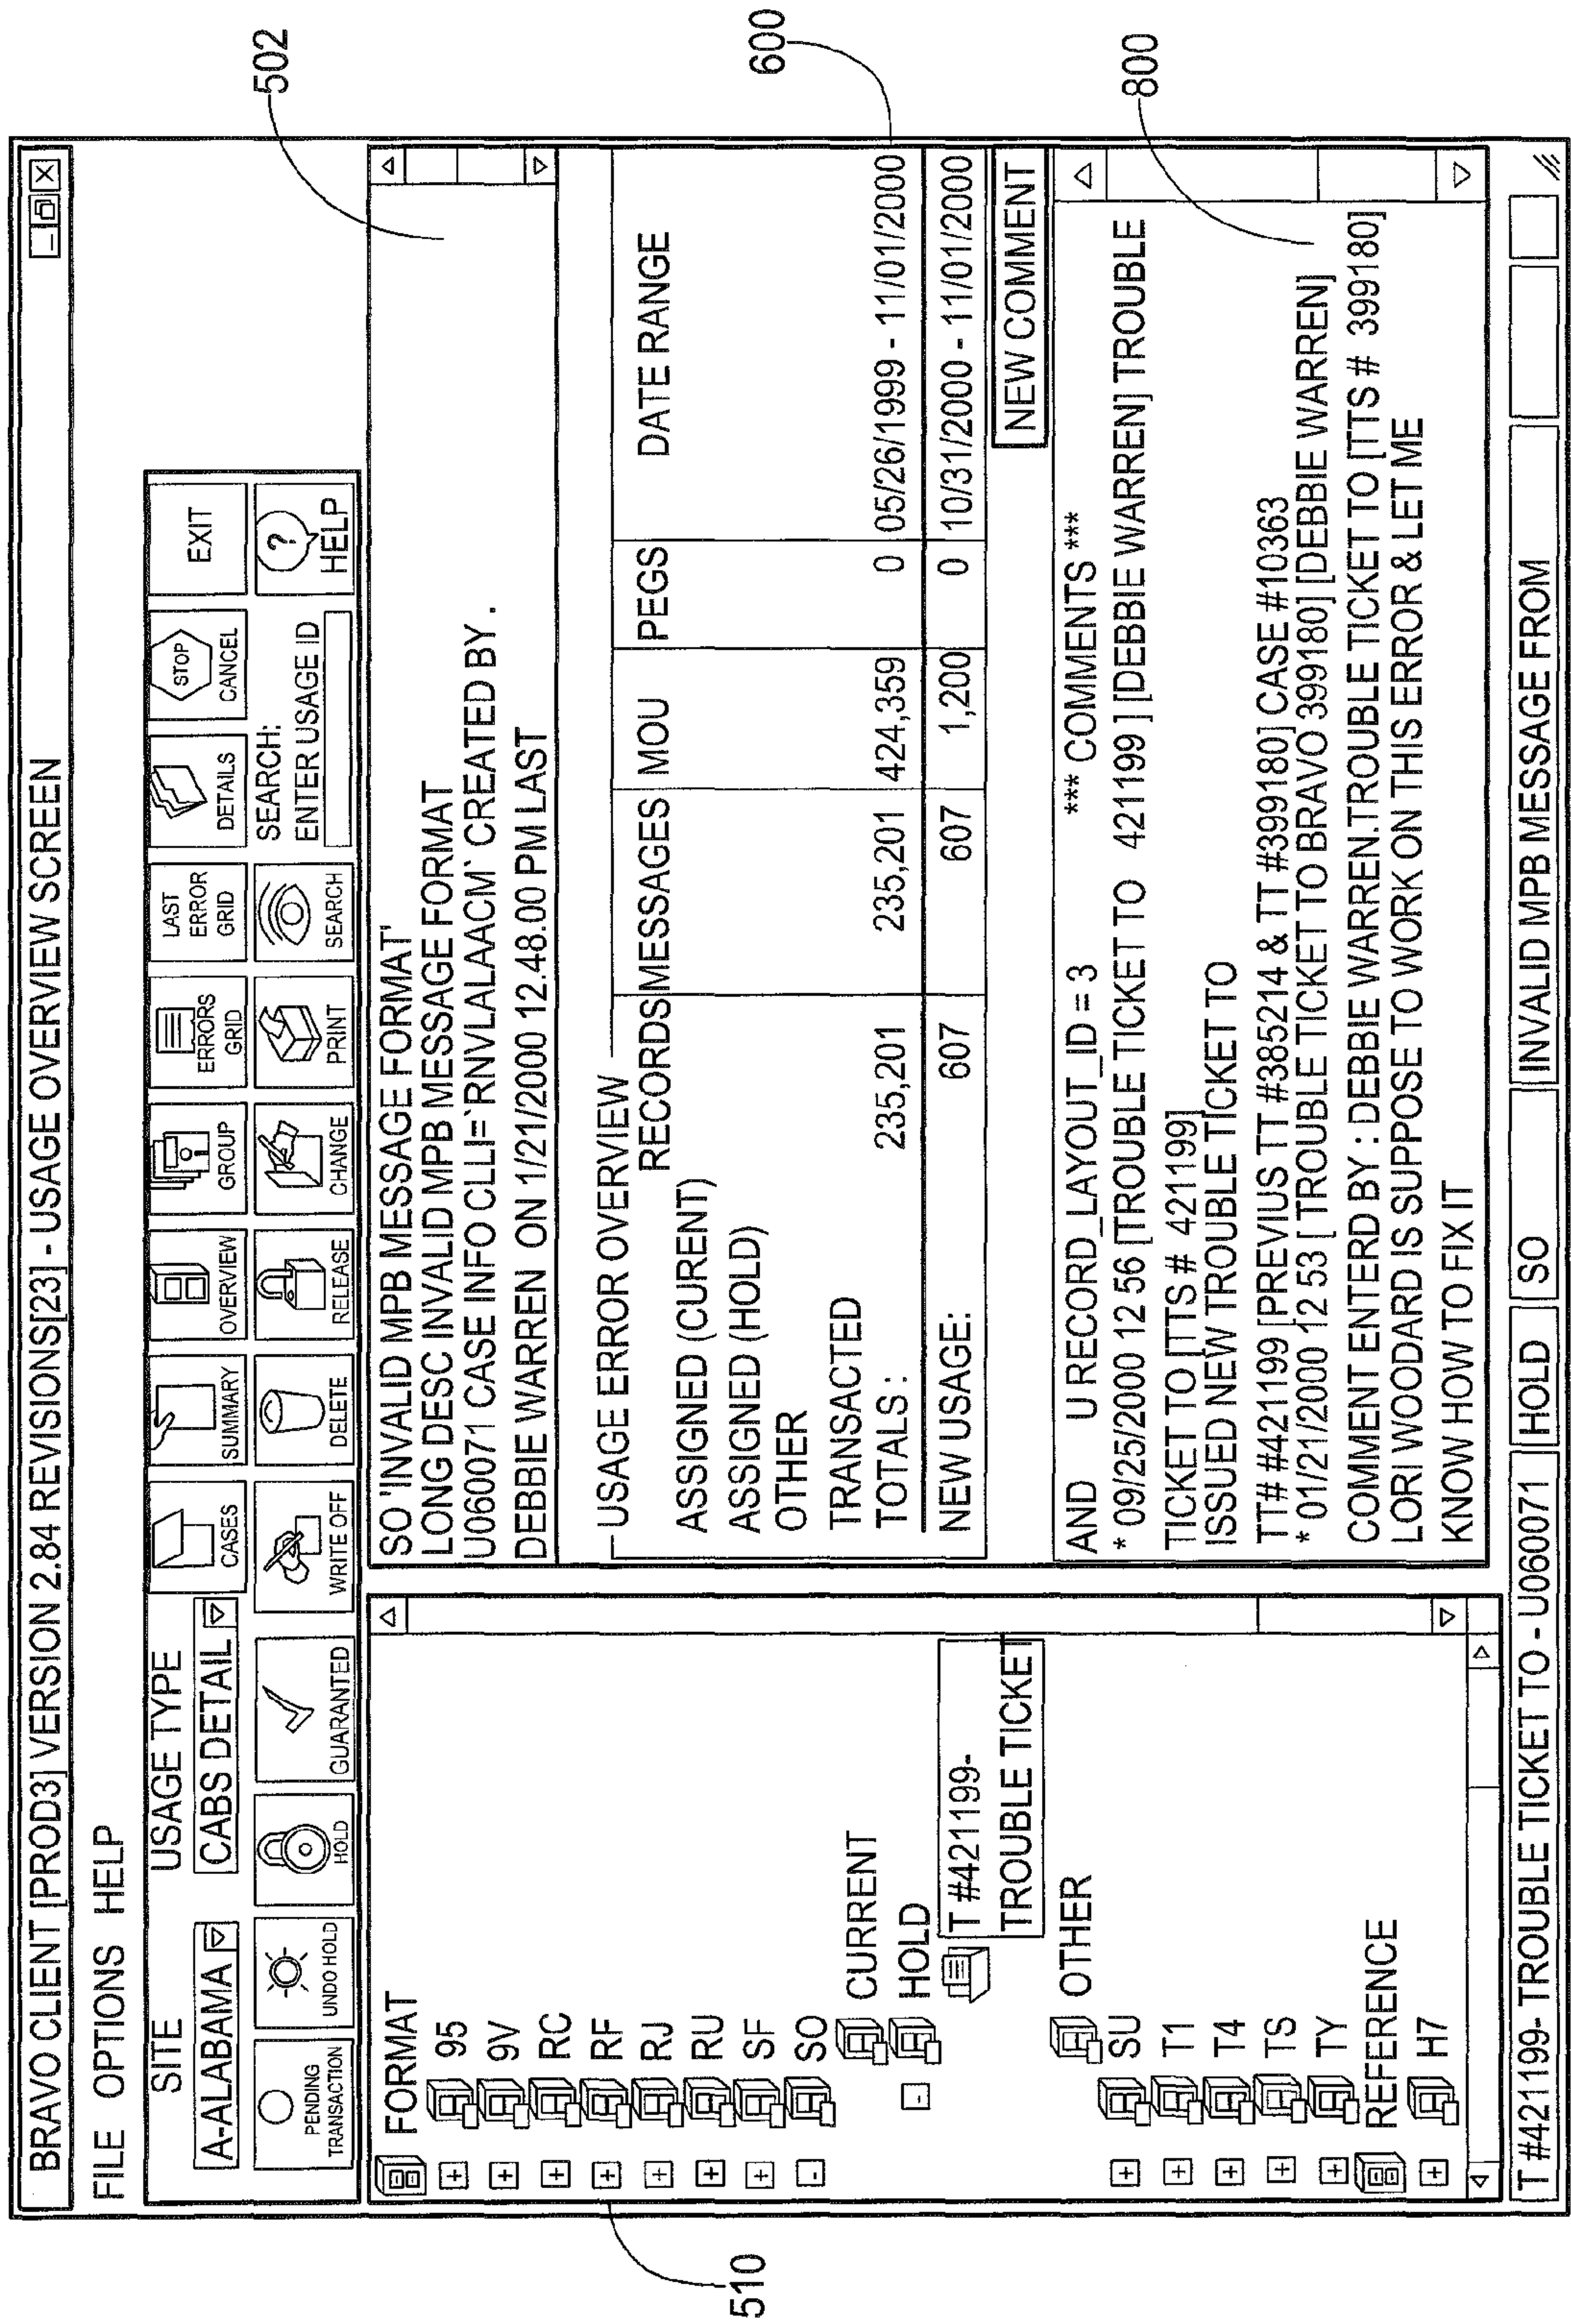 BRAVO CLIENT [PROD3] VERSION 2.84 REVISIONS[23] - USAGE OVERVIEW SCREEN
FILE OPTIONS HELP
SITE
USAGE TYPE
A-ALABAMA
CABS DETAIL
CASES
SUMMARY
OVERVIEW
GROUP
ERRORS GRID
LAST ERROR GRID
DETAILS
STOP
CANCEL
EXIT
PENDING TRANSACTION
UNDO HOLD
HOLD
GUARANTED
WRITE OFF
DELETE
RELEASE
CHANGE
PRINT
SEARCH
SEARCH:
ENTER USAGE ID
?
HELP
502
FORMAT
95
9V
RC
RF
RJ
RU
SF
SO
CURRENT
HOLD
T #421199-
TROUBLE TICKET
OTHER
SU
T1
T4
TS
TY
REFERENCE
H7
510
SO 'INVALID MPB MESSAGE FORMAT'
LONG DESC INVALID MPB MESSAGE FORMAT
U060071 CASE INFO CLLI=`RNVLALAACM` CREATED BY .
DEBBIE WARREN ON 1/21/2000 12.48.00 PM LAST
USAGE ERROR OVERVIEW
RECORDS MESSAGES MOU PEGS DATE RANGE
ASSIGNED (CURENT)
ASSIGNED (HOLD)
OTHER
TRANSACTED
TOTALS : 235,201 235,201 424,359 0 05/26/1999 - 11/01/2000
NEW USAGE: 607 607 1,200 0 10/31/2000 - 11/01/2000
600
NEW COMMENT
AND U RECORD_LAYOUT_ID = 3 *** COMMENTS ***
* 09/25/2000 12 56 [TROUBLE TICKET TO 421199 ] [DEBBIE WARREN] TROUBLE
TICKET TO [TTS # 421199]
ISSUED NEW TROUBLE TICKET TO
TT# #421199 [PREVIUS TT #385214 & TT #399180] CASE #10363
* 01/21/2000 12 53 [ TROUBLE TICKET TO BRAVO 399180] [DEBBIE WARREN]
COMMENT ENTERD BY : DEBBIE WARREN.TROUBLE TICKET TO [TTS # 399180]
LORI WOODARD IS SUPPOSE TO WORK ON THIS ERROR & LET ME
KNOW HOW TO FIX IT
800
T #421199- TROUBLE TICKET TO - U060071 HOLD SO INVALID MPB MESSAGE FROM